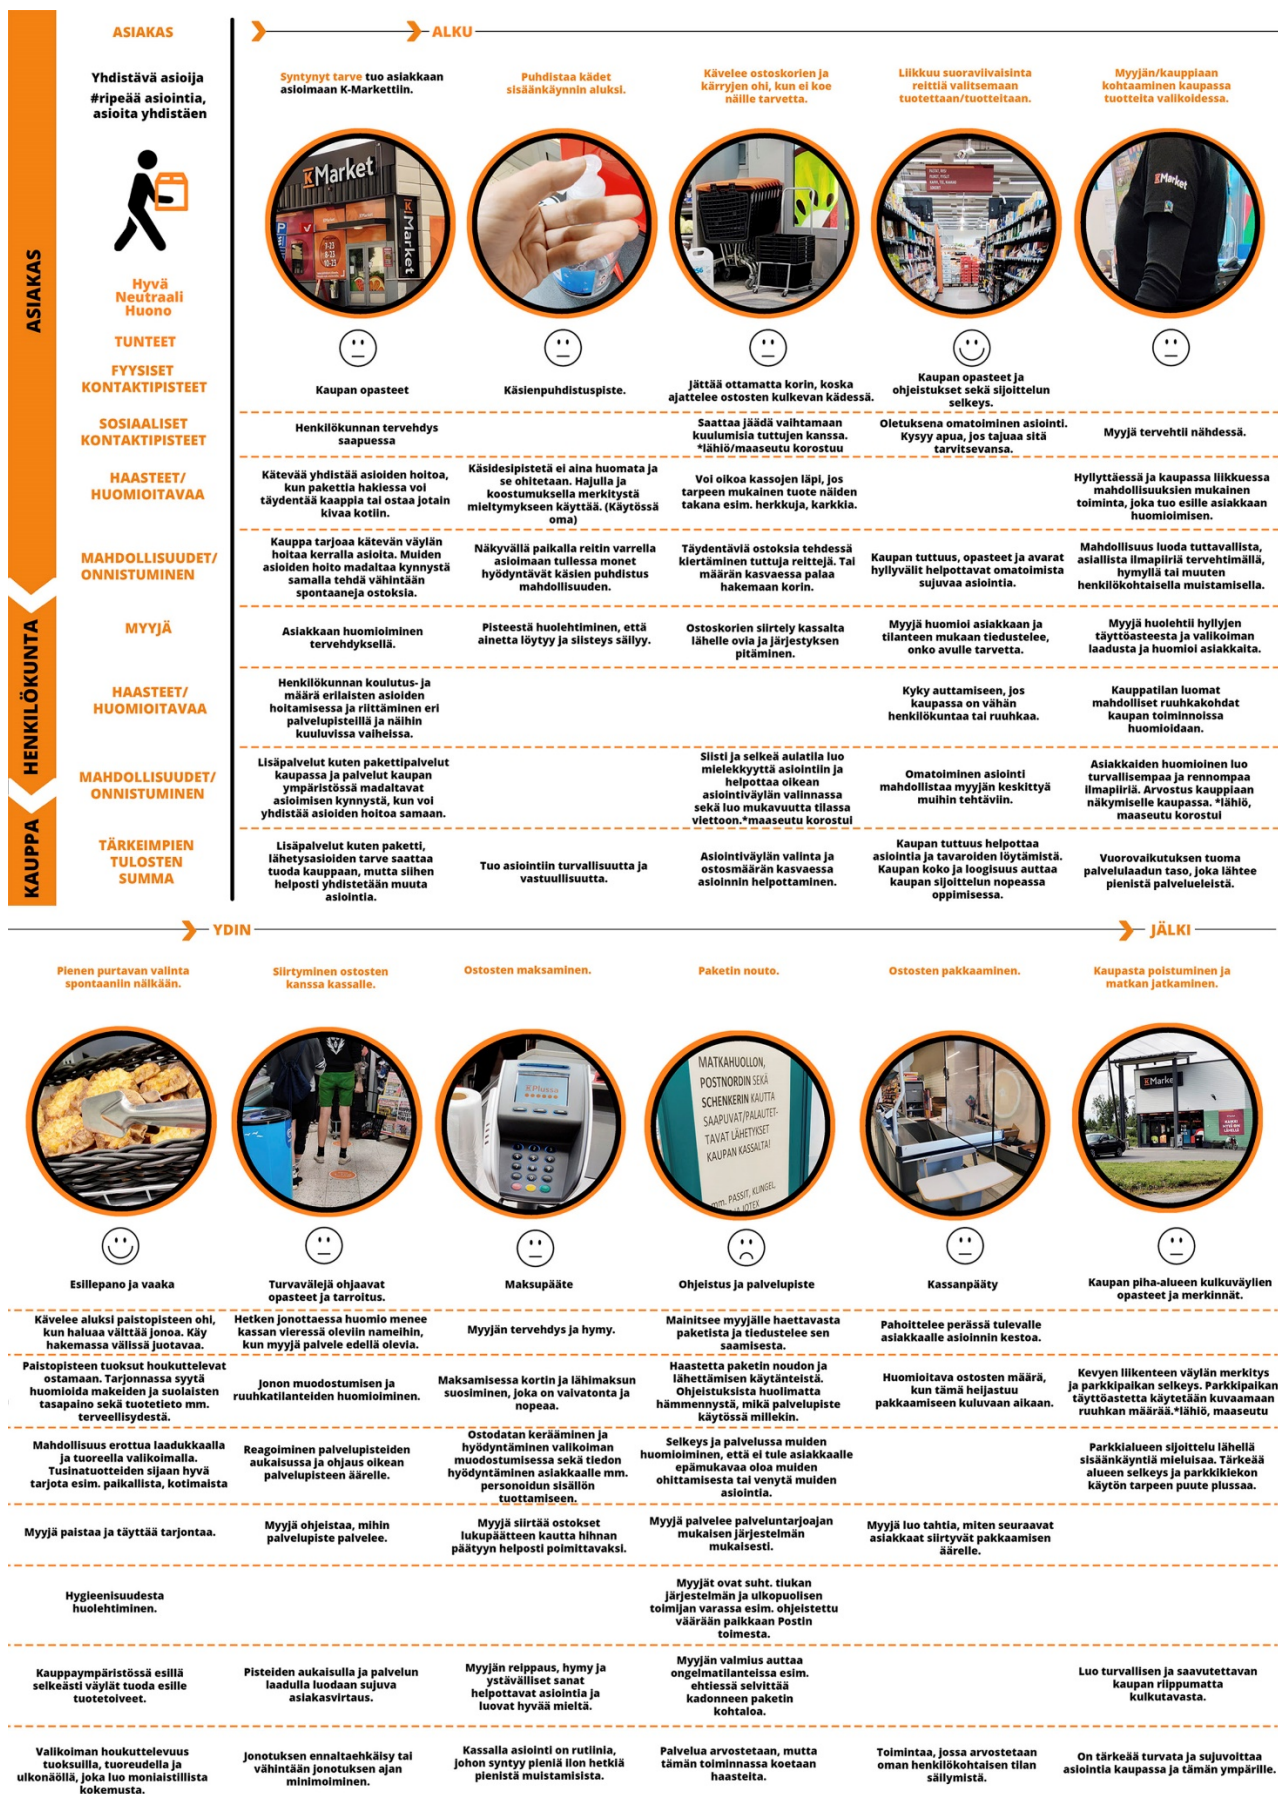 ASIAKAS
ALKU
Yhdistävä asioija
#ripeää asiointia,
asioita yhdistäen
Syntynyt tarve tuo asiakkaan
asioimaan K-Markettiin.
Puhdistaa kädet
sisäänkäynnin aluksi.
Kävelee ostoskorien ja
kärryjen ohi, kun ei koe
näille tarvetta.
Liikkuu suoraviivaisinta
reittiä valitsemaan
tuotettaan/tuotteitaan.
Myyjän/kauppiaan
kohtaaminen kaupassa
tuotteita valikoidessa.
KMarket
KMarket
KMarket
ASIAKAS
Hyvä
Neutraali
Huono
TUNTEET
FYYSISET
KONTAKTIPISTEET
Kaupan opasteet
Käsienpuhdistuspiste.
Jättää ottamatta korin, koska
ajattelee ostosten kulkevan kädessä.
Kaupan opasteet ja
ohjeistukset sekä sijoittelun
selkeys.
SOSIAALISET
KONTAKTIPISTEET
Henkilökunnan tervehdys
saapuessa
Saattaa jäädä vaihtamaan
kuulumisia tuttujen kanssa.
*lähiö/maaseutu korostuu
Oletuksena omatoiminen asiointi.
Kysyy apua, jos tajuaa sitä
tarvitsevansa.
Myyjä tervehtii nähdessä.
HAASTEET/
HUOMIOITAVAA
Kätevää yhdistää asioiden hoitoa,
kun pakettia hakiessa voi
täydentää kaappia tai ostaa jotain
kivaa kotiin.
Käsidesipistetä ei aina huomata ja
se ohitetaan. Hajulla ja
koostumuksella merkitystä
mieltymykseen käyttää. (Käytössä
oma)
Voi oikoa kassojen läpi, jos
tarpeen mukainen tuote näiden
takana esim. herkkuja, karkkia.
Hyllyttäessä ja kaupassa liikkuessa
mahdollisuuksien mukainen
toiminta, joka tuo esille asiakkaan
huomioimisen.
MAHDOLLISUUDET/
ONNISTUMINEN
Kauppa tarjoaa kätevän väylän
hoitaa kerralla asioita. Muiden
asioiden hoito madaltaa kynnystä
samalla tehdä vähintään
spontaaneja ostoksia.
Näkyvällä paikalla reitin varrella
asioimaan tullessa monet
hyödyntävät käsien puhdistus
mahdollisuuden.
Täydentäviä ostoksia tehdessä
kiertäminen tuttuja reittejä. Tai
määrän kasvaessa palaa
hakemaan korin.
Kaupan tuttuus, opasteet ja avarat
hyllyvälit helpottavat omatoimista
sujuvaa asiointia.
Mahdollisuus luoda tuttavallista,
asiallista ilmapiiriä tervehtimällä,
hymyllä tai muuten
henkilökohtaisella muistamisella.
HENKILÖKUNTA
MYYJÄ
Asiakkaan huomioiminen
tervehdyksellä.
Pisteestä huolehtiminen, että
ainetta löytyy ja siisteys säilyy.
Ostoskorien siirtely kassalta
lähelle ovia ja järjestyksen
pitäminen.
Myyjä huomioi asiakkaan ja
tilanteen mukaan tiedustelee,
onko avulle tarvetta.
Myyjä huolehtii hyllyjen
täyttöasteesta ja valikoiman
laadusta ja huomioi asiakkaita.
HAASTEET/
HUOMIOITAVAA
Henkilökunnan koulutus- ja
määrä erilaisten asioiden
hoitamisessa ja riittäminen eri
palvelupisteillä ja näihin
kuuluvissa vaiheissa.
Kyky auttamiseen, jos
kaupassa on vähän
henkilökuntaa tai ruuhkaa.
Kauppatilan luomat
mahdolliset ruuhkakohdat
kaupan toiminnoissa
huomioidaan.
MAHDOLLISUUDET/
ONNISTUMINEN
Lisäpalvelut kuten pakettipalvelut
kaupassa ja palvelut kaupan
ympäristössä madaltavat
asioimisen kynnystä, kun voi
yhdistää asioiden hoitoa samaan.
Siisti ja selkeä aulatila luo
mielekkyyttä asiointiin ja
helpottaa oikean
asiointiväylän valinnassa
sekä luo mukavuutta tilassa
viettoon.*maaseutu korostui
Omatoiminen asiointi
mahdollistaa myyjän keskittyä
muihin tehtäviin.
Asiakkaiden huomioinen luo
turvallisempaa ja rennompaa
ilmapiiriä. Arvostus kauppiaan
näkymiselle kaupassa. *lähiö,
maaseutu korostui
KAUPPA
TÄRKEIMPIEN
TULOSTEN
SUMMA
Lisäpalvelut kuten paketti,
lähetysasioiden tarve saattaa
tuoda kauppaan, mutta siihen
helposti yhdistetään muuta
asiointia.
Tuo asiointiin turvallisuutta ja
vastuullisuutta.
Asiointiväylän valinta ja
ostosmäärän kasvaessa
asioinnin helpottaminen.
Kaupan tuttuus helpottaa
asiointia ja tavaroiden löytämistä.
Kaupan koko ja loogisuus auttaa
kaupan sijoittelun nopeassa
oppimisessa.
Vuorovaikutuksen tuoma
palvelulaadun taso, joka lähtee
pienistä palvelueleistä.
YDIN
JÄLKI
Pienen purtavan valinta
spontaaniin nälkään.
Siirtyminen ostosten
kanssa kassalle.
Ostosten maksaminen.
Paketin nouto.
Ostosten pakkaaminen.
Kaupasta poistuminen ja
matkan jatkaminen.
KPlussa
MATKAHUOLLON,
POSTNORDIN SEKÄ
SCHENKERIN KAUTTA
SAAPUVAT/PALAUTET-
TAVAT LÄHETYKSET
KAUPAN KASSALTA!
mm. PASSIT, KLINGEL
JA JOTEX
KMarke
Esillepano ja vaaka
Turvavälejä ohjaavat
opasteet ja tarroitus.
Maksupääte
Ohjeistus ja palvelupiste
Kassanpääty
Kaupan piha-alueen kulkuväylien
opasteet ja merkinnät.
Kävelee aluksi paistopisteen ohi,
kun haluaa välttää jonoa. Käy
hakemassa välissä juotavaa.
Hetken jonottaessa huomio menee
kassan vieressä oleviin nameihin,
kun myyjä palvele edellä olevia.
Myyjän tervehdys ja hymy.
Mainitsee myyjälle haettavasta
paketista ja tiedustelee sen
saamisesta.
Pahoittelee perässä tulevalle
asiakkaalle asioinnin kestoa.
Paistopisteen tuoksut houkuttelevat
ostamaan. Tarjonnassa syytä
huomioida makeiden ja suolaisten
tasapaino sekä tuotetieto mm.
terveellisydestä.
Jonon muodostumisen ja
ruuhkatilanteiden huomioiminen.
Maksamisessa kortin ja lähimaksun
suosiminen, joka on vaivatonta ja
nopeaa.
Haastetta paketin noudon ja
lähettämisen käytänteistä.
Ohjeistuksista huolimatta
hämmennystä, mikä palvelupiste
käytössä millekin.
Huomioitava ostosten määrä,
kun tämä heijastuu
pakkaamiseen kuluvaan aikaan.
Kevyen liikenteen väylän merkitys
ja parkkipaikan selkeys. Parkkipaikan
täyttöastetta käytetään kuvaamaan
ruuhkan määrää.*lähiö, maaseutu
Mahdollisuus erottua laadukkaalla
ja tuoreella valikoimalla.
Tusinatuotteiden sijaan hyvä
tarjota esim. paikallista, kotimaista
Reagoiminen palvelupisteiden
aukaisussa ja ohjaus oikean
palvelupisteen äärelle.
Ostodatan kerääminen ja
hyödyntäminen valikoiman
muodostumisessa sekä tiedon
hyödyntäminen asiakkaalle mm.
personoidun sisällön
tuottamiseen.
Selkeys ja palvelussa muiden
huomioiminen, että ei tule asiakkaalle
epämukavaa oloa muiden
ohittamisesta tai venytä muiden
asiointia.
Parkkialueen sijoittelu lähellä
sisäänkäyntiä mieluisaa. Tärkeää
alueen selkeys ja parkkikiekon
käytön tarpeen puute plussaa.
Myyjä paistaa ja täyttää tarjontaa.
Myyjä ohjeistaa, mihin
palvelupiste palvelee.
Myyjä siirtää ostokset
lukupäätteen kautta hihnan
päätyyn helposti poimittavaksi.
Myyjä palvelee palveluntarjoajan
mukaisen järjestelmän
mukaisesti.
Myyjä luo tahtia, miten seuraavat
asiakkaat siirtyvät pakkaamisen
äärelle.
Hygieenisuudesta
huolehtiminen.
Myyjät ovat suht. tiukan
järjestelmän ja ulkopuolisen
toimijan varassa esim. ohjeistettu
väärään paikkaan Postin
toimesta.
Kauppaympäristössä esillä
selkeästi väylät tuoda esille
tuotetoiveet.
Pisteiden aukaisulla ja palvelun
laadulla luodaan sujuva
asiakasvirtaus.
Myyjän reippaus, hymy ja
ystävälliset sanat
helpottavat asiointia ja
luovat hyvää mieltä.
Myyjän valmius auttaa
ongelmatilanteissa esim.
ehtiessä selvittää
kadonneen paketin
kohtaloa.
Luo turvallisen ja saavutettavan
kaupan riippumatta
kulkutavasta.
Valikoiman houkuttelevuus
tuoksuilla, tuoreudella ja
ulkonäöllä, joka luo moniaistillista
kokemusta.
Jonotuksen ennaltaehkäisy tai
vähintään jonotuksen ajan
minimoiminen.
Kassalla asiointi on rutiinia,
johon syntyy pieniä ilon hetkiä
pienistä muistamisista.
Palvelua arvostetaan, mutta
tämän toiminnassa koetaan
haasteita.
Toimintaa, jossa arvostetaan
oman henkilökohtaisen tilan
säilymistä.
On tärkeää turvata ja sujuvoittaa
asiointia kaupassa ja tämän ympärille.